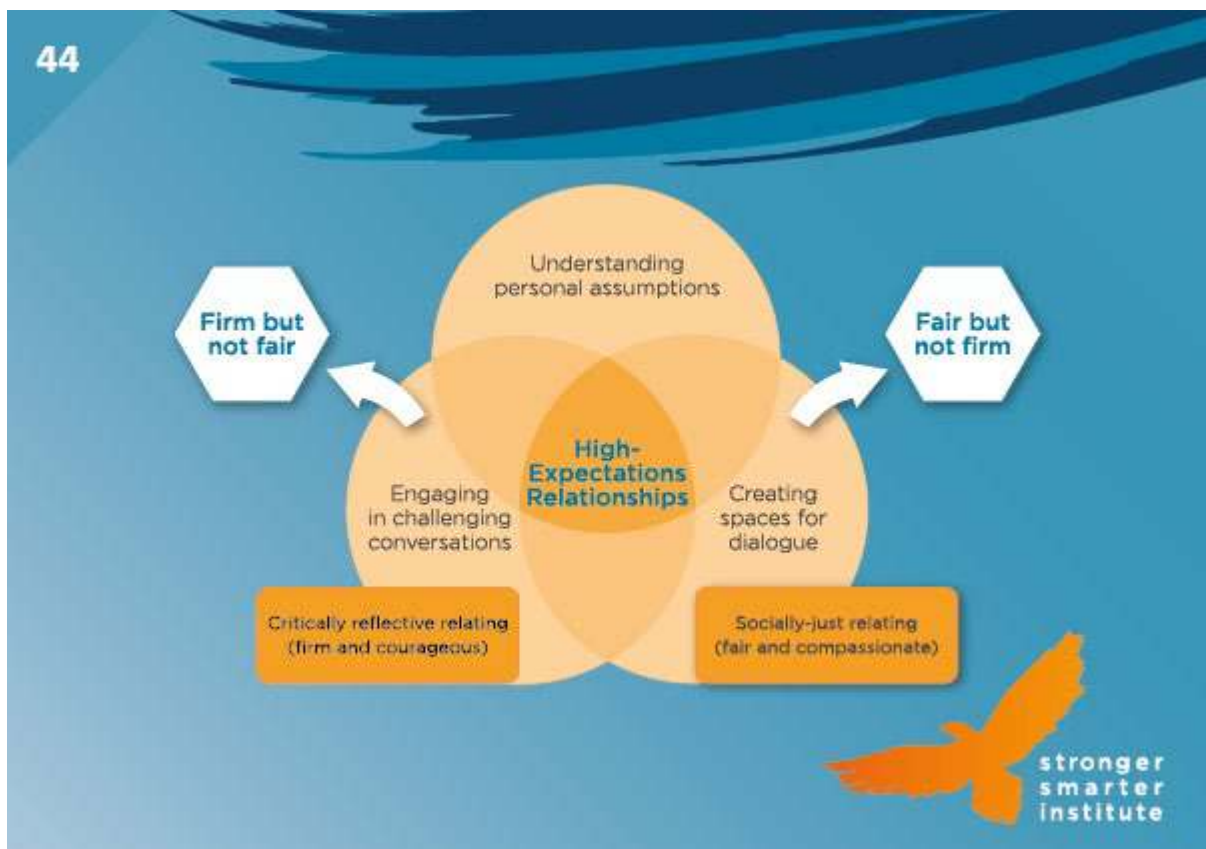 44
Understanding
personal assumptions
Firm but
not fair
Fair but
not firm
High-
Expectations
Relationships
Engaging
in challenging
conversations
Creating
spaces for
dialogue
Critically reflective relating
(firm and courageous)
Socially-just relating
(fair and compassionate)
stronger
smarter
institute